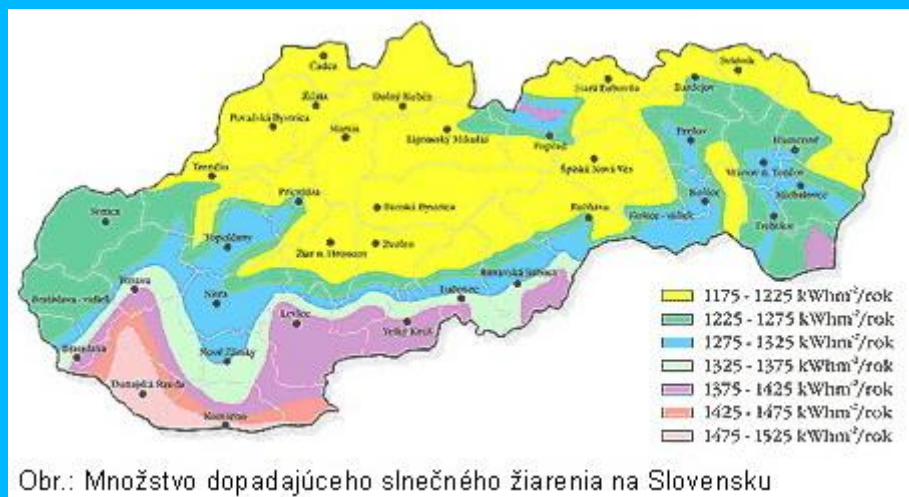 Čadca
Svidník
Stará Ľubovňa
Bardejov
Žilina
Dolný Kubín
Považská Bystrica
Martin
Liptovský Mikuláš
Poprad
Prešov
Humenné
Trenčín
Spišská Nová Ves
Vranov n. Topľou
Michalovce
Prievidza
Senica
Banská Bystrica
Rožňava
Košice - vidiek
Košice
Trebišov
Topoľčany
Žiar n. Hronom
Zvolen
Trnava
Rimavská Sobota
Bratislava - vidiek
Nitra
Lučenec
Levice
Veľký Krtíš
Bratislava
Nové Zámky
Dunajská Streda
Komárno
1175 - 1225 kWhm⁻²/rok
1225 - 1275 kWhm⁻²/rok
1275 - 1325 kWhm⁻²/rok
1325 - 1375 kWhm⁻²/rok
1375 - 1425 kWhm⁻²/rok
1425 - 1475 kWhm⁻²/rok
1475 - 1525 kWhm⁻²/rok
Obr.: Množstvo dopadajúceho slnečného žiarenia na Slovensku